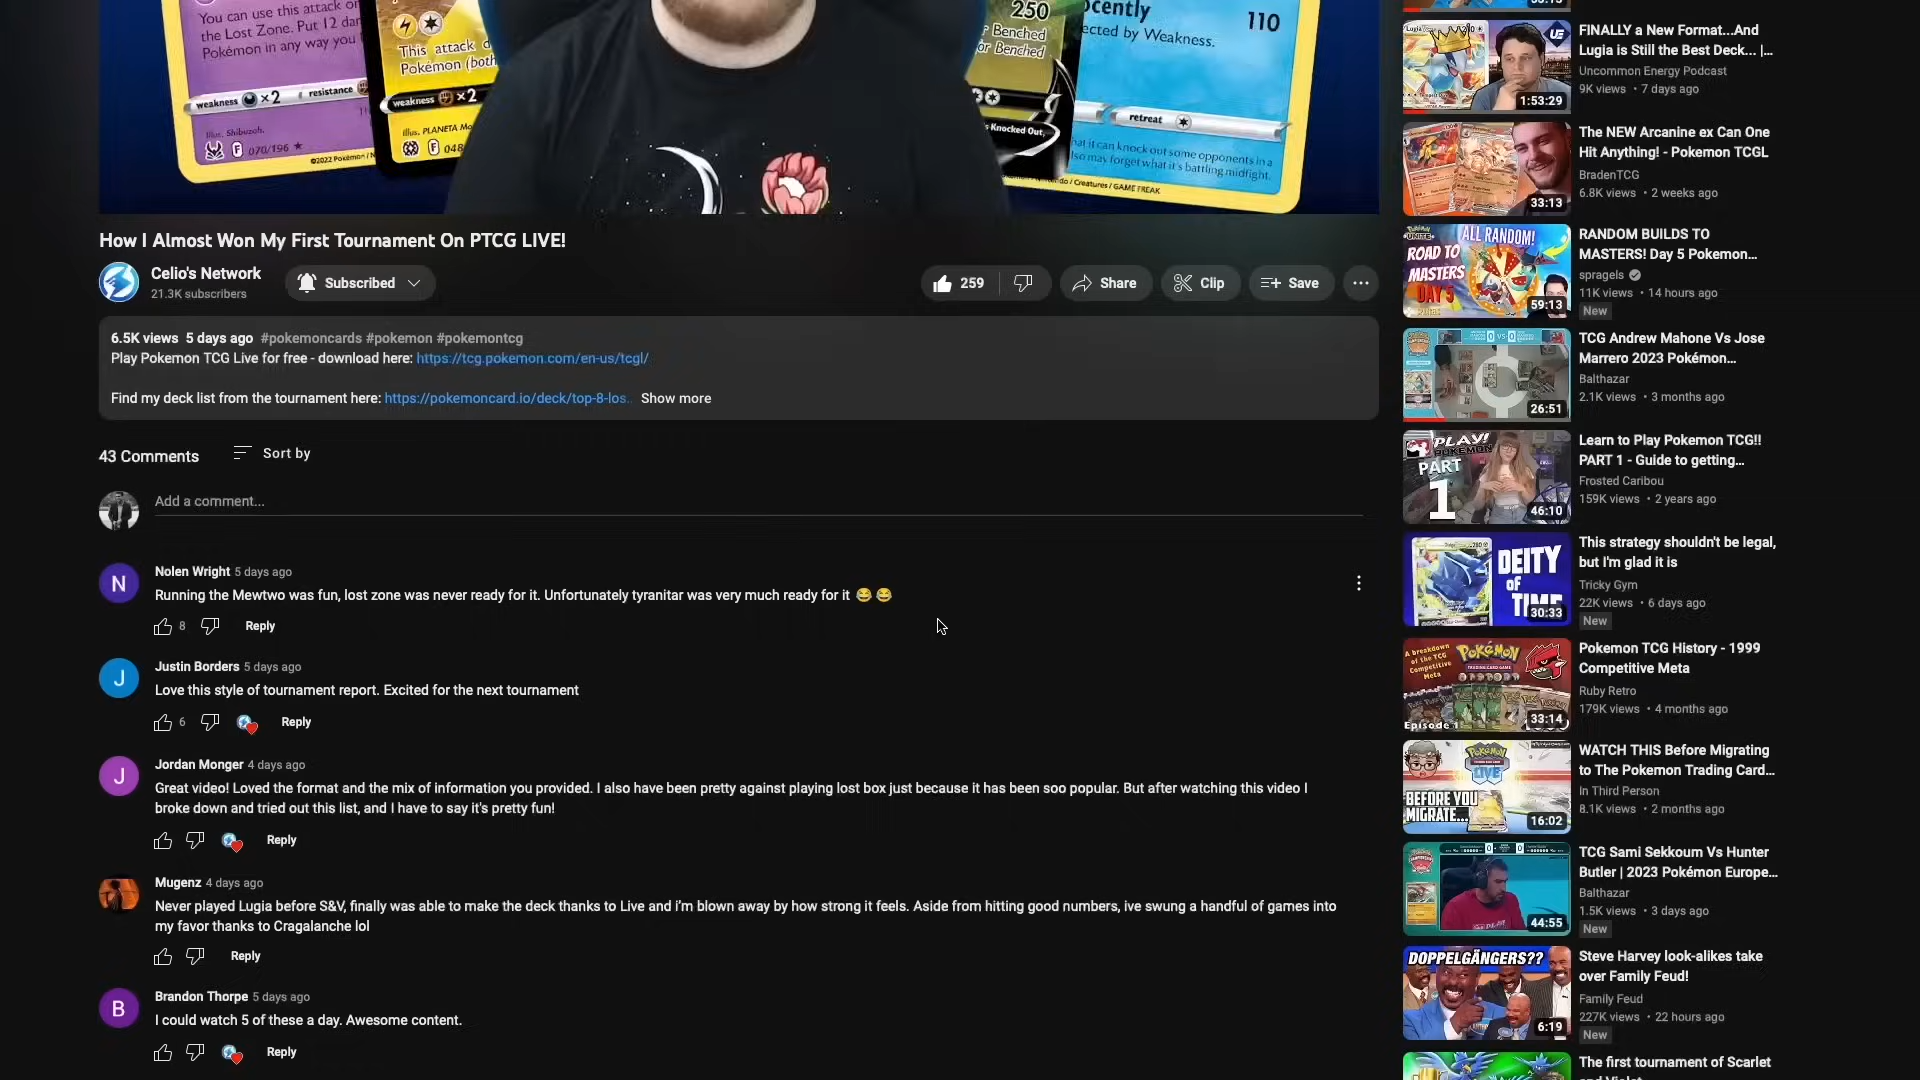 You can use this attack o
the Lost Zone. Put 12 dar
Pokémon in any way you
weakness ×2
resistance
Illus. Shibuzoh.
F 070/196 ★
©2022 Pokémon / N
This attack d
Pokémon (both
weakness ×2
Illus. PLANETA Mo
F 048
250
r Benched
or Benched
s Knocked Out,
ocently
110
ected by Weakness.
retreat
hat it can knock out some opponents in a
lso may forget what it's battling midfight.
Nintendo / Creatures / GAME FREAK
How I Almost Won My First Tournament On PTCG LIVE!
Celio's Network
21.3K subscribers
Subscribed
259
Share
Clip
Save
6.5K views 5 days ago #pokemoncards #pokemon #pokemontcg
Play Pokemon TCG Live for free - download here: https://tcg.pokemon.com/en-us/tcgl/
Find my deck list from the tournament here: https://pokemoncard.io/deck/top-8-los... Show more
43 Comments
Sort by
Add a comment...
N
Nolen Wright 5 days ago
Running the Mewtwo was fun, lost zone was never ready for it. Unfortunately tyranitar was very much ready for it 😂 😂
8 Reply
J
Justin Borders 5 days ago
Love this style of tournament report. Excited for the next tournament
6 Reply
J
Jordan Monger 4 days ago
Great video! Loved the format and the mix of information you provided. I also have been pretty against playing lost box just because it has been soo popular. But after watching this video I
broke down and tried out this list, and I have to say it's pretty fun!
Reply
Mugenz 4 days ago
Never played Lugia before S&V, finally was able to make the deck thanks to Live and i'm blown away by how strong it feels. Aside from hitting good numbers, ive swung a handful of games into
my favor thanks to Cragalanche lol
Reply
B
Brandon Thorpe 5 days ago
I could watch 5 of these a day. Awesome content.
Reply
UF
1:53:29
FINALLY a New Format...And
Lugia is Still the Best Deck... |...
Uncommon Energy Podcast
9K views • 7 days ago
33:13
The NEW Arcanine ex Can One
Hit Anything! - Pokemon TCGL
BradenTCG
6.8K views • 2 weeks ago
UNITE
ALL RANDOM!
ROAD TO
MASTERS
DAY 5
59:13
RANDOM BUILDS TO
MASTERS! Day 5 Pokemon...
spragels
11K views • 14 hours ago
New
0 VS 0
26:51
TCG Andrew Mahone Vs Jose
Marrero 2023 Pokémon...
Balthazar
2.1K views • 3 months ago
PLAY!
POKEMON
PART
1
46:10
Learn to Play Pokemon TCG!!
PART 1 - Guide to getting...
Frosted Caribou
159K views • 2 years ago
DEITY
OF
TIME
30:33
This strategy shouldn't be legal,
but I'm glad it is
Tricky Gym
22K views • 6 days ago
New
A breakdown
of the TCG
Competitive
Meta
Pokémon
Episode 1
33:14
Pokemon TCG History - 1999
Competitive Meta
Ruby Retro
179K views • 4 months ago
Pokémon
LIVE
BEFORE YOU
MIGRATE...
16:02
WATCH THIS Before Migrating
to The Pokemon Trading Card...
In Third Person
8.1K views • 2 months ago
44:55
TCG Sami Sekkoum Vs Hunter
Butler | 2023 Pokémon Europe...
Balthazar
1.5K views • 3 days ago
New
DOPPELGÄNGERS??
6:19
Steve Harvey look-alikes take
over Family Feud!
Family Feud
227K views • 22 hours ago
New
The first tournament of Scarlet
and Violet